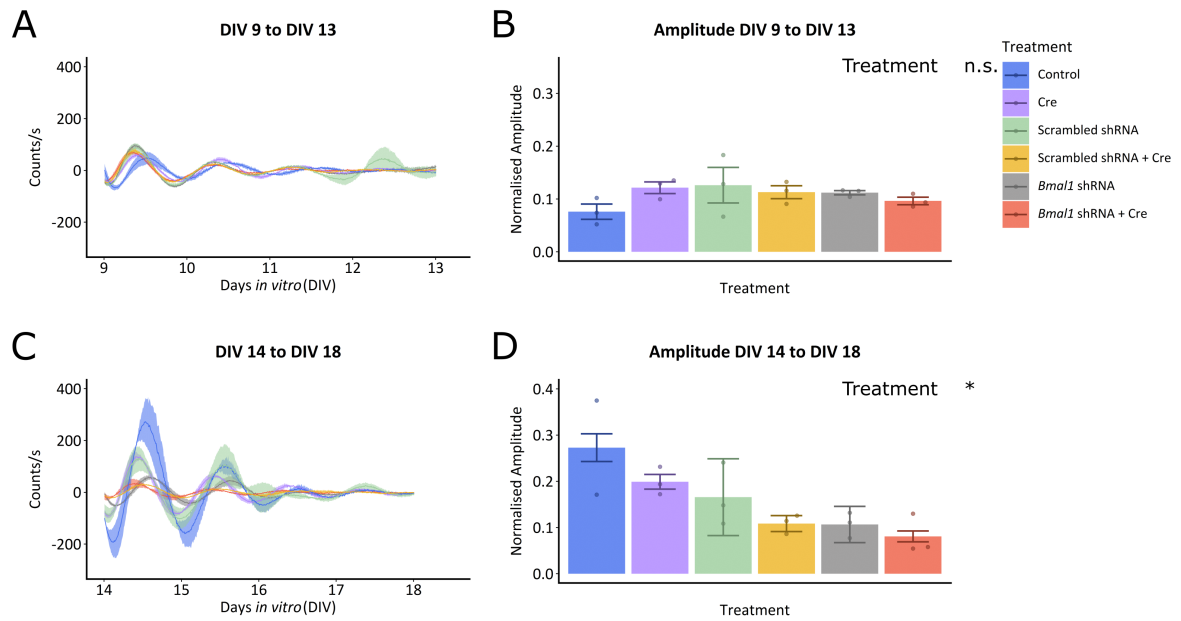 A
DIV 9 to DIV 13
400
200
0
-200
Counts/s
9 10 11 12 13
Days in vitro (DIV)
B
Amplitude DIV 9 to DIV 13
Treatment n.s.
0.3
0.2
0.1
0.0
Normalised Amplitude
Treatment
Treatment
Control
Cre
Scrambled shRNA
Scrambled shRNA + Cre
Bmal1 shRNA
Bmal1 shRNA + Cre
C
DIV 14 to DIV 18
400
200
0
-200
Counts/s
14 15 16 17 18
Days in vitro (DIV)
D
Amplitude DIV 14 to DIV 18
Treatment *
0.4
0.3
0.2
0.1
0.0
Normalised Amplitude
Treatment